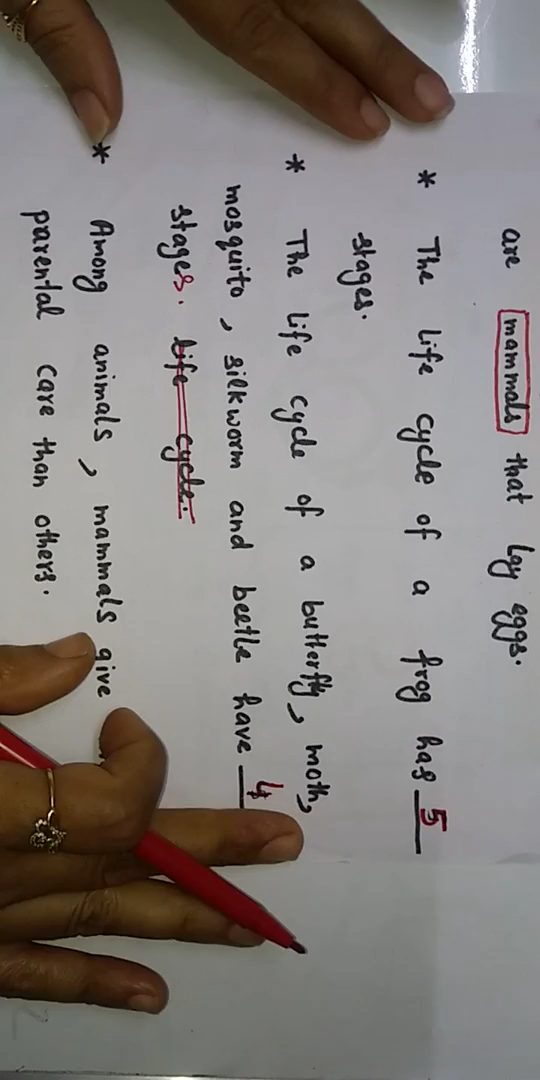 are mammals that lay eggs.
* The life cycle of a frog has 5
stages.
* The life cycle of a butterfly, moth,
mosquito, silkworm and beetle have 4
stages. life cycle.
* Among animals, mammals give
parental care than others.